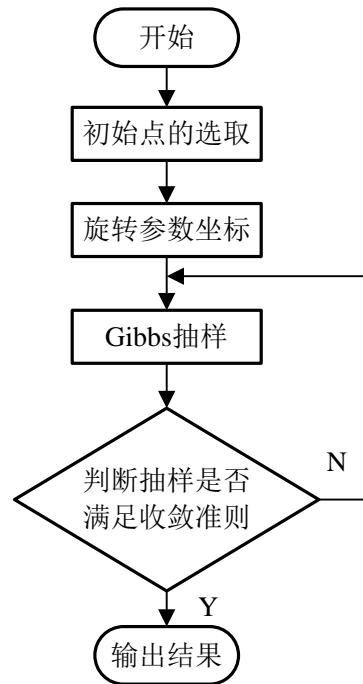 开始
初始点的选取
旋转参数坐标
Gibbs抽样
判断抽样是否
满足收敛准则
N
Y
输出结果